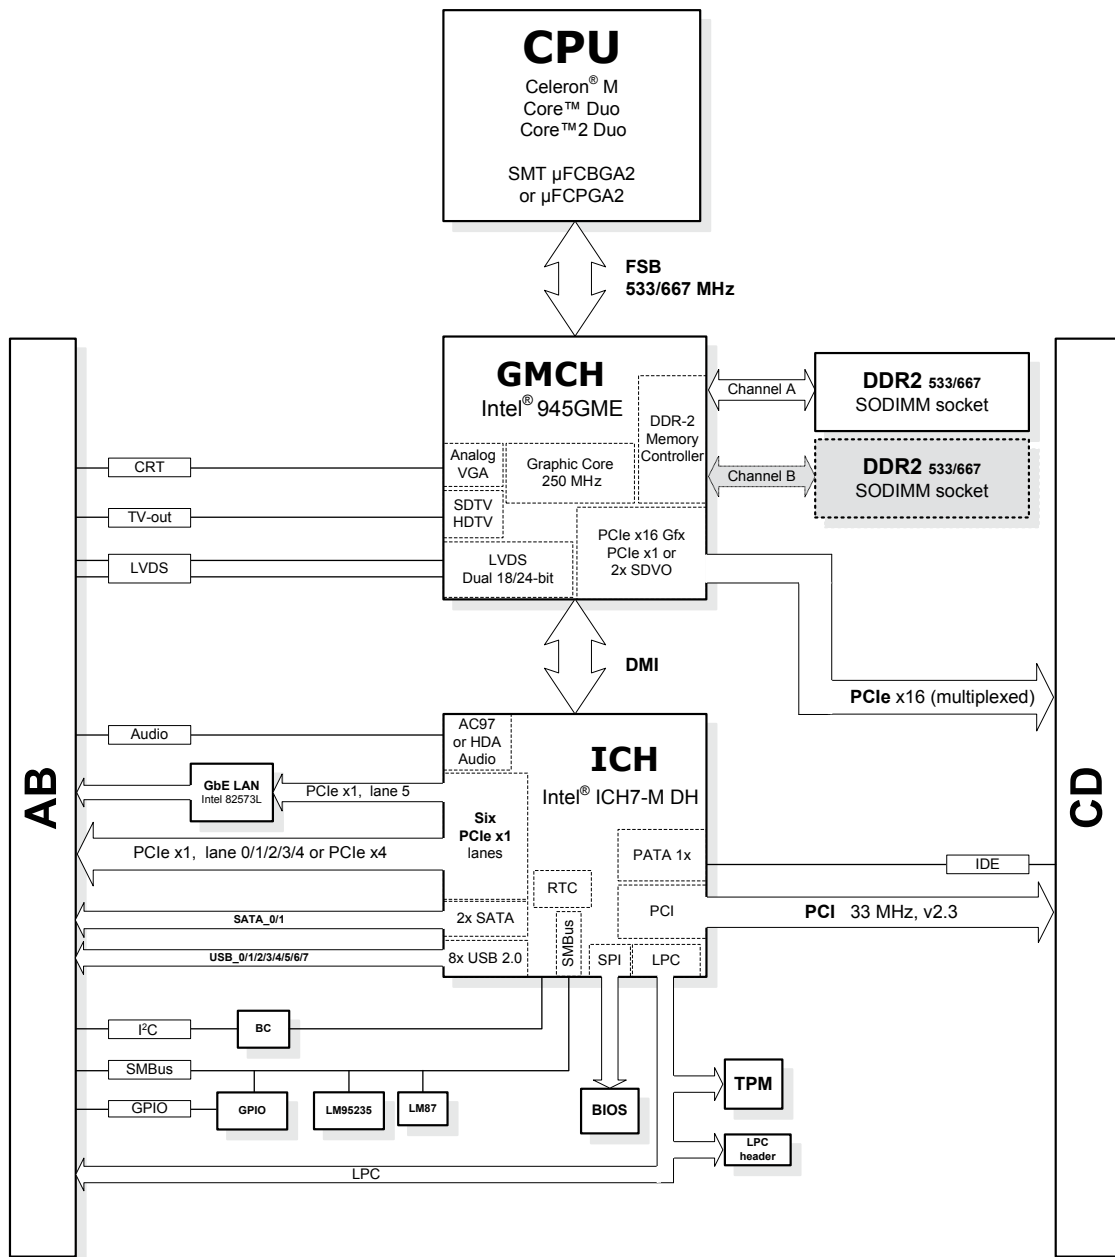 CPU
Celeron® M
Core™ Duo
Core™2 Duo
SMT µFCBGA2
or µFCPGA2
FSB
533/667 MHz
GMCH
Intel® 945GME
DDR-2
Memory
Controller
Analog
VGA
Graphic Core
250 MHz
SDTV
HDTV
LVDS
Dual 18/24-bit
PCIe x16 Gfx
PCIe x1 or
2x SDVO
Channel A
DDR2 533/667
SODIMM socket
Channel B
DDR2 533/667
SODIMM socket
CRT
TV-out
LVDS
DMI
PCIe x16 (multiplexed)
AB
CD
Audio
AC97
or HDA
Audio
ICH
Intel® ICH7-M DH
GbE LAN
Intel 82573L
PCIe x1, lane 5
Six
PCIe x1
lanes
PCIe x1, lane 0/1/2/3/4 or PCIe x4
PATA 1x
IDE
RTC
PCI
PCI 33 MHz, v2.3
SATA_0/1
2x SATA
SMBus
USB_0/1/2/3/4/5/6/7
8x USB 2.0
SPI
LPC
I²C
BC
SMBus
GPIO
GPIO
LM95235
LM87
BIOS
TPM
LPC
header
LPC